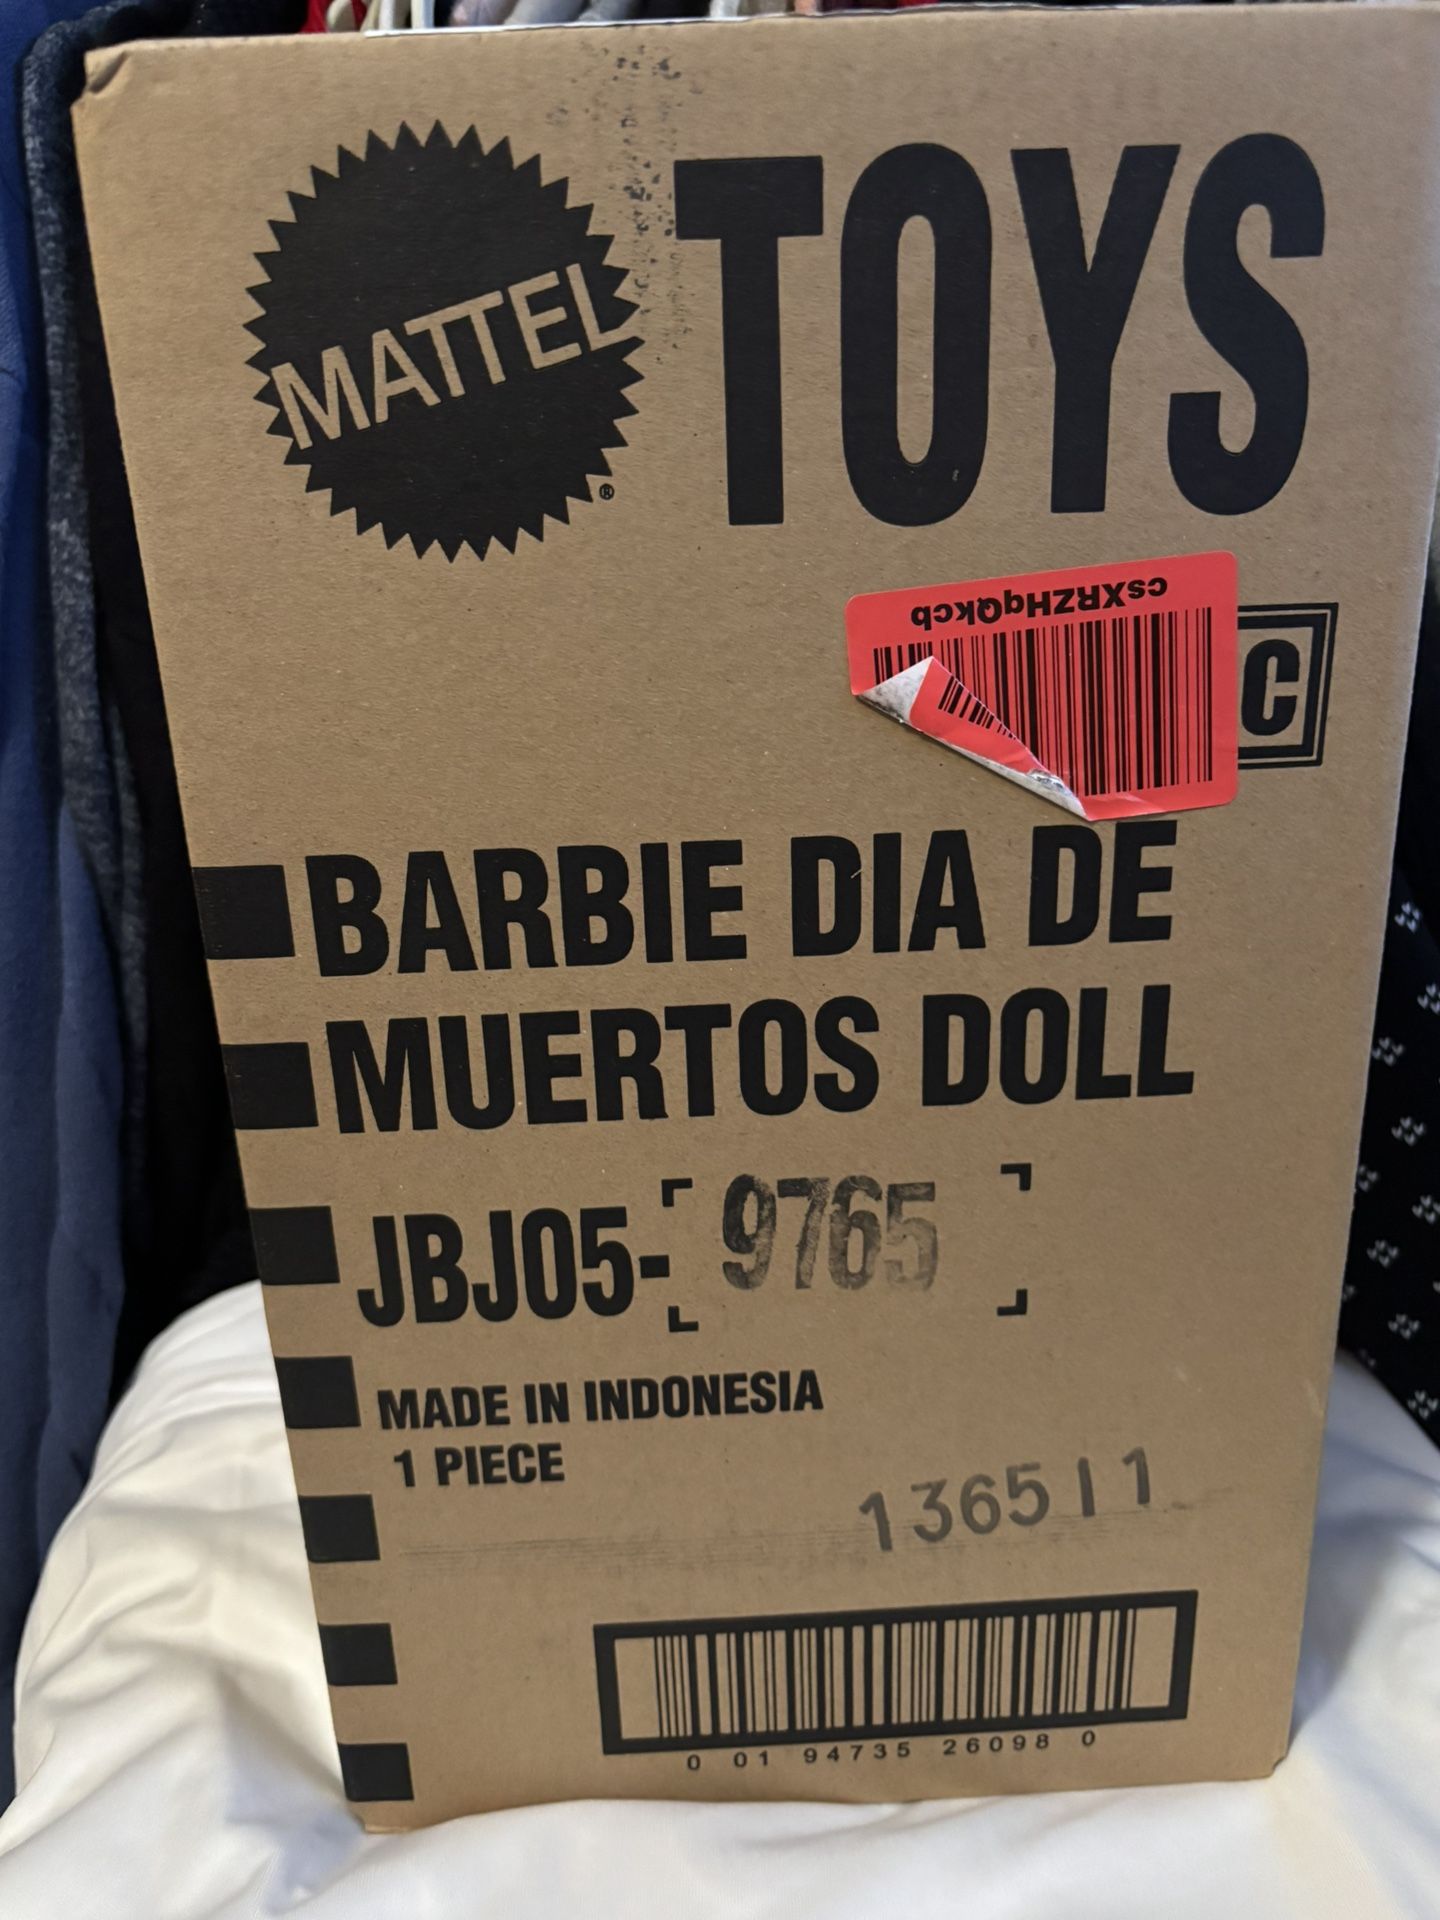 MATTEL®
TOYS
csXRZHqQkcb
C
BARBIE DIA DE
MUERTOS DOLL
JBJ05- 9765
MADE IN INDONESIA
1 PIECE
136511
0 01 94735 26098 0